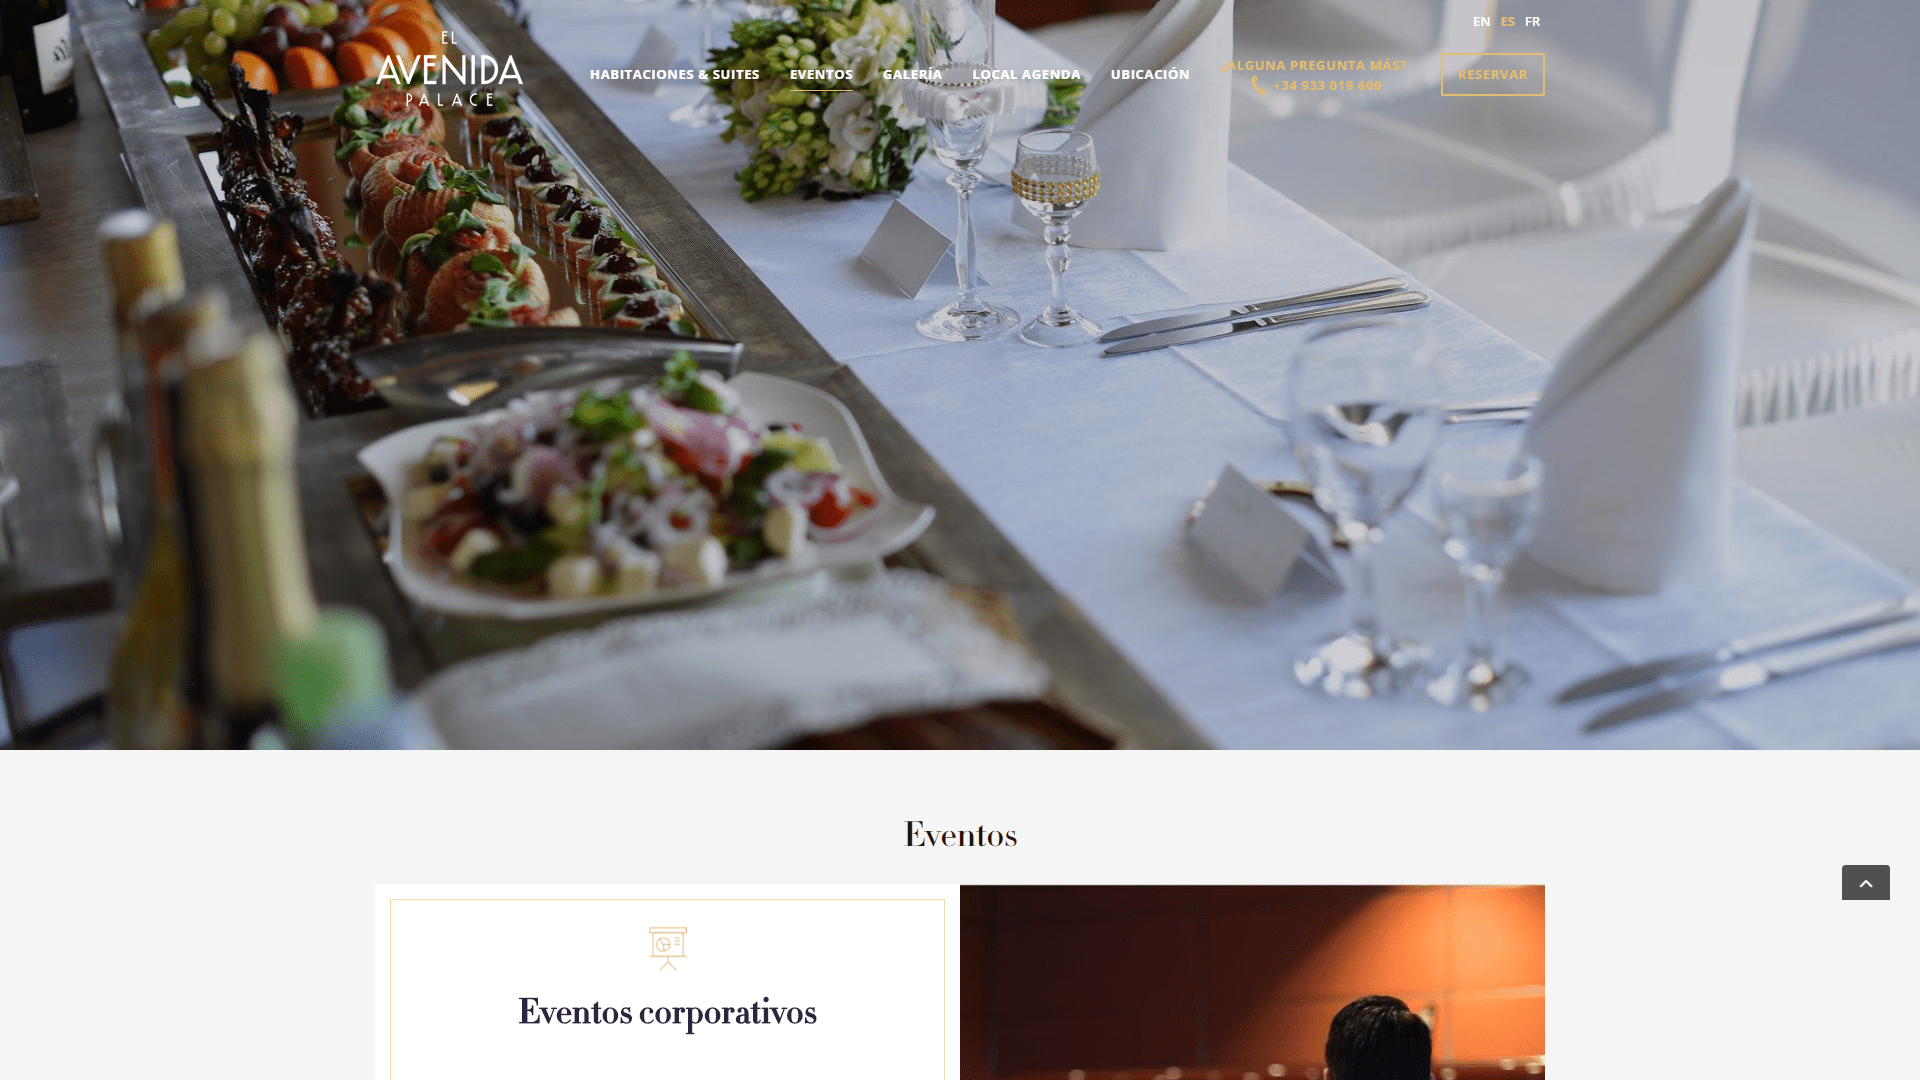 EN ES FR
EL
AVENIDA
PALACE
HABITACIONES & SUITES
EVENTOS
GALERÍA
LOCAL AGENDA
UBICACIÓN
¿ALGUNA PREGUNTA MÁS?
+34 933 019 600
RESERVAR
Eventos
Eventos corporativos